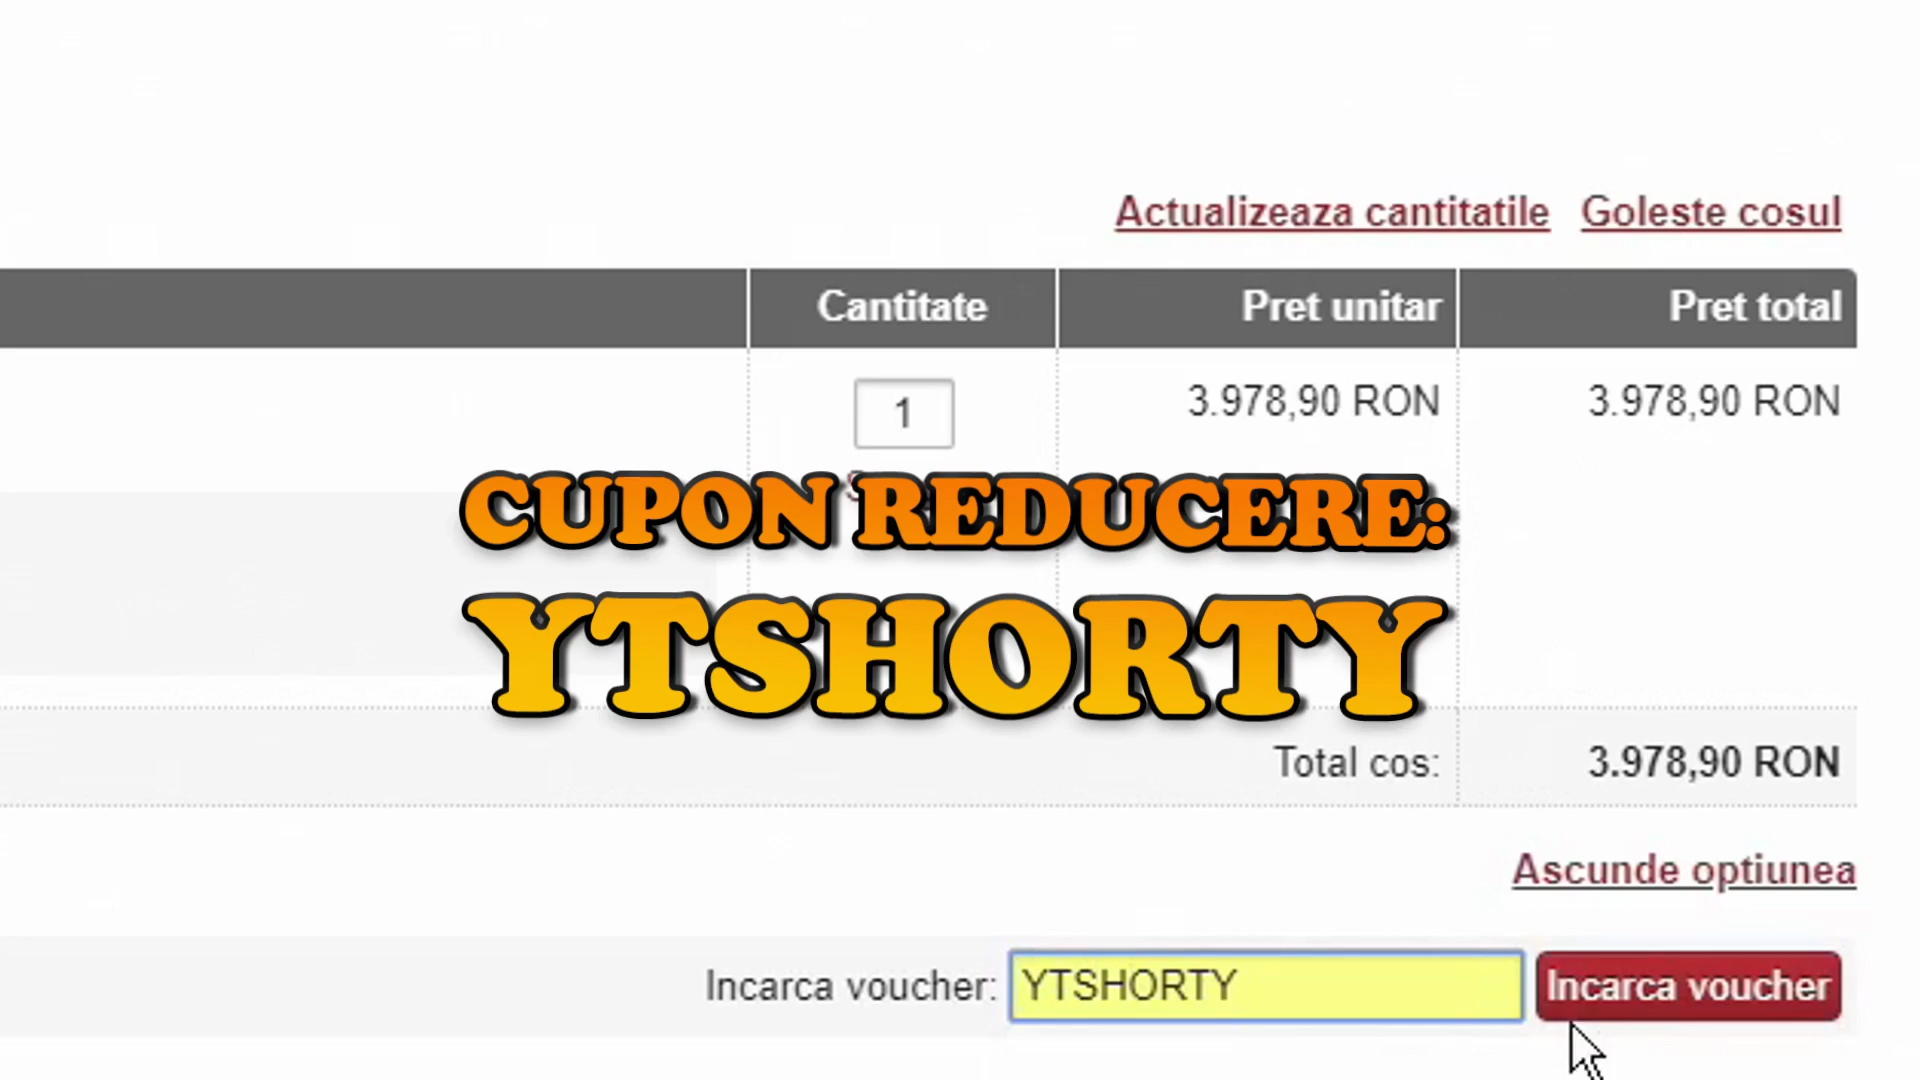 Actualizeaza cantitatile Goleste cosul
Cantitate Pret unitar Pret total
1 3.978,90 RON 3.978,90 RON
CUPON REDUCERE:
YTSHORTY
Total cos: 3.978,90 RON
Ascunde optiunea
Incarca voucher: YTSHORTY Incarca voucher